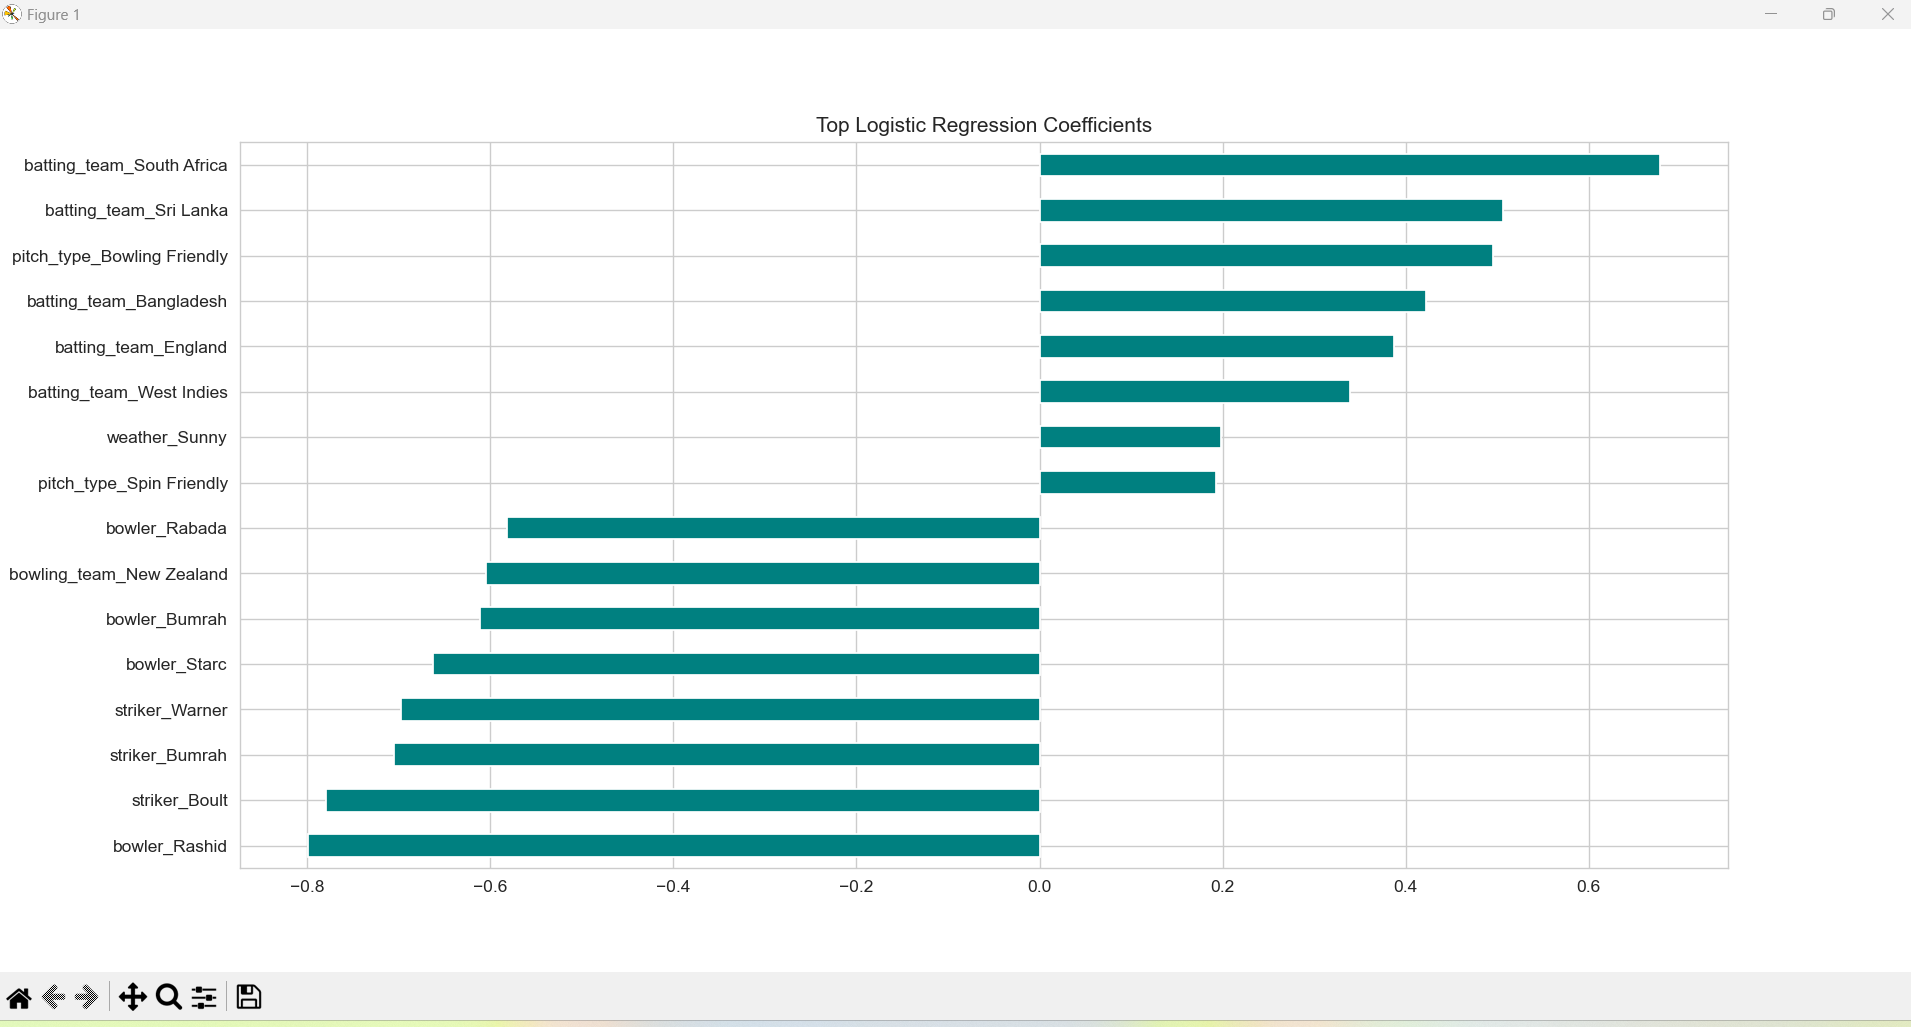 Figure 1
Top Logistic Regression Coefficients
batting_team_South Africa
batting_team_Sri Lanka
pitch_type_Bowling Friendly
batting_team_Bangladesh
batting_team_England
batting_team_West Indies
weather_Sunny
pitch_type_Spin Friendly
bowler_Rabada
bowling_team_New Zealand
bowler_Bumrah
bowler_Starc
striker_Warner
striker_Bumrah
striker_Boult
bowler_Rashid
−0.8 −0.6 −0.4 −0.2 0.0 0.2 0.4 0.6